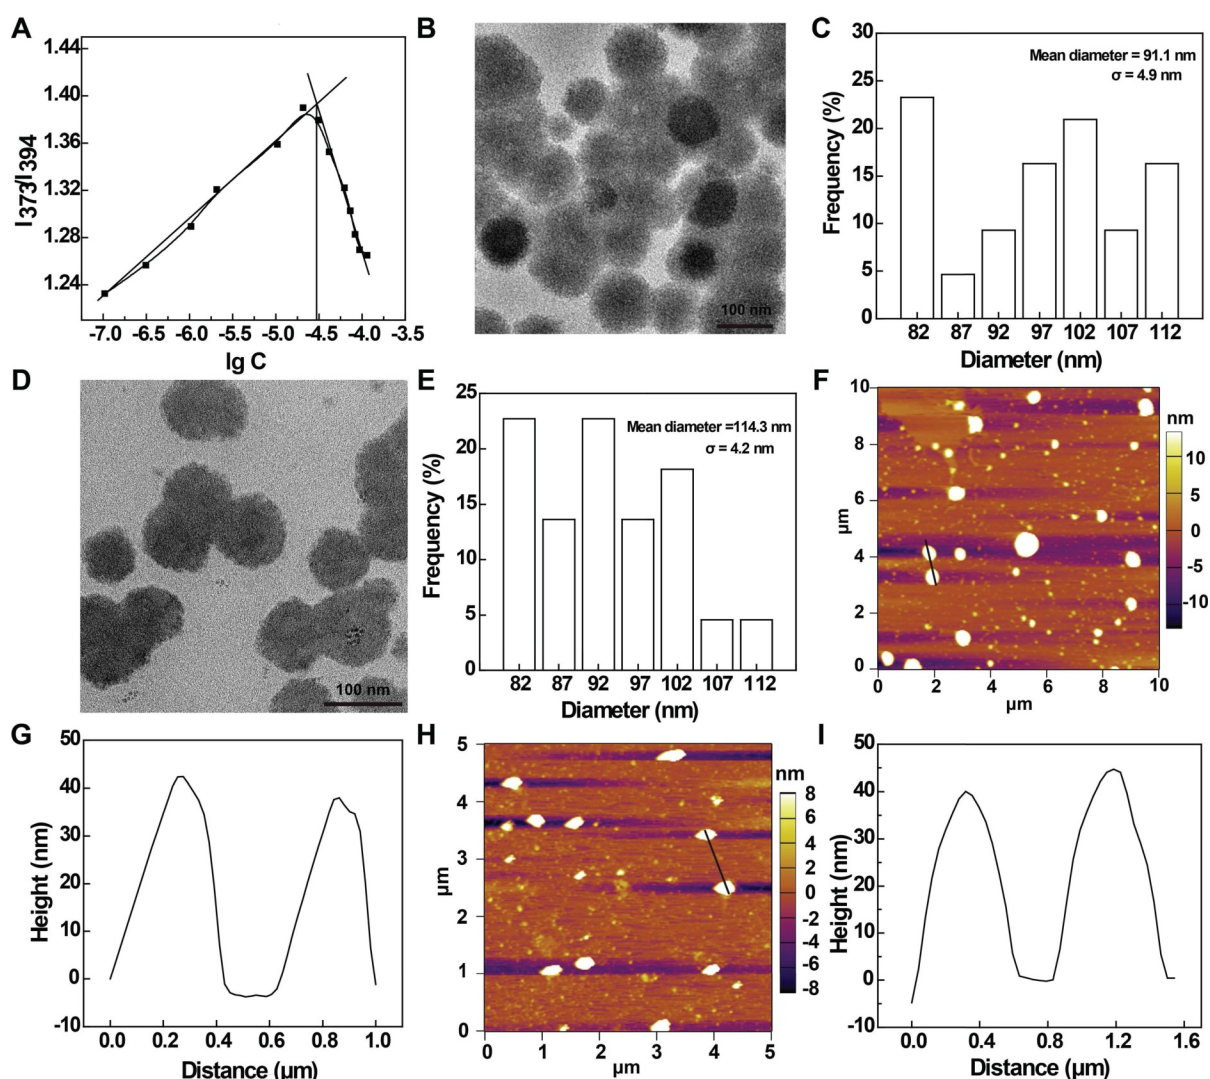 A
1.44
1.40
1.36
1.32
1.28
1.24
I373/I394
-7.0 -6.5 -6.0 -5.5 -5.0 -4.5 -4.0 -3.5
lg C
B
100 nm
C
30
25
20
15
10
5
0
Frequency (%)
Mean diameter = 91.1 nm
σ = 4.9 nm
82 87 92 97 102 107 112
Diameter (nm)
D
100 nm
E
25
20
15
10
5
0
Frequency (%)
Mean diameter =114.3 nm
σ = 4.2 nm
82 87 92 97 102 107 112
Diameter (nm)
F
10
8
6
4
2
0
µm
0 2 4 6 8 10
µm
nm
10
5
0
-5
-10
G
50
40
30
20
10
0
-10
Height (nm)
0.0 0.2 0.4 0.6 0.8 1.0
Distance (µm)
H
5
4
3
2
1
0
µm
0 1 2 3 4 5
µm
nm
8
6
4
2
0
-2
-4
-6
-8
I
50
40
30
20
10
0
-10
Height (nm)
0.0 0.4 0.8 1.2 1.6
Distance (µm)